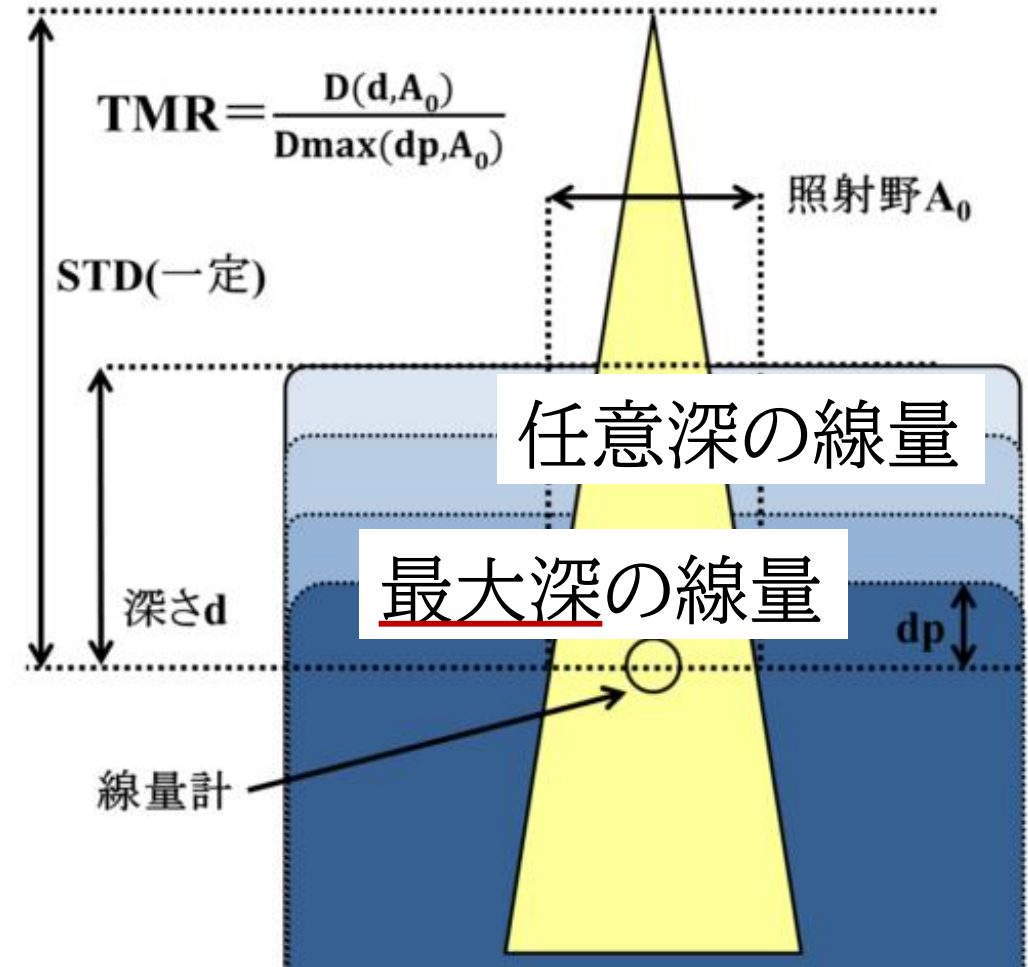 TMR＝D(d,A₀)/Dmax(dp,A₀)
照射野A₀
STD(一定)
任意深の線量
最大深の線量
深さd
dp
線量計